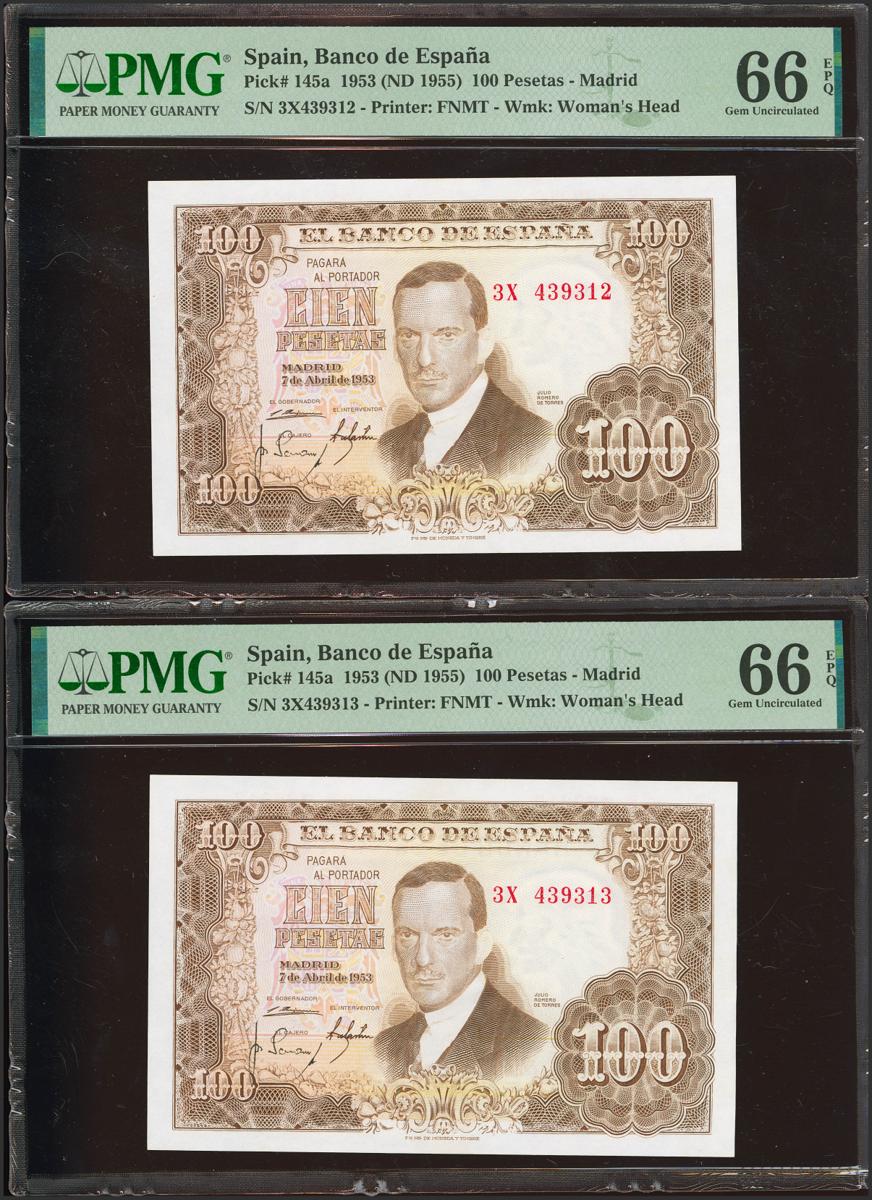 PMG®
PAPER MONEY GUARANTY
Spain, Banco de España
Pick# 145a 1953 (ND 1955) 100 Pesetas - Madrid
S/N 3X439312 - Printer: FNMT - Wmk: Woman's Head
66 EPQ
Gem Uncirculated
100 EL BANCO DE ESPAÑA 100
PAGARÁ
AL PORTADOR
CIEN
PESETAS
3X 439312
MADRID
7 de Abril de 1953
EL GOBERNADOR
EL INTERVENTOR
CAJERO
JULIO
ROMERO
DE TORRES
100
100
PMG®
PAPER MONEY GUARANTY
Spain, Banco de España
Pick# 145a 1953 (ND 1955) 100 Pesetas - Madrid
S/N 3X439313 - Printer: FNMT - Wmk: Woman's Head
66 EPQ
Gem Uncirculated
100 EL BANCO DE ESPAÑA 100
PAGARÁ
AL PORTADOR
CIEN
PESETAS
3X 439313
MADRID
7 de Abril de 1953
EL GOBERNADOR
EL INTERVENTOR
CAJERO
JULIO
ROMERO
DE TORRES
100
100